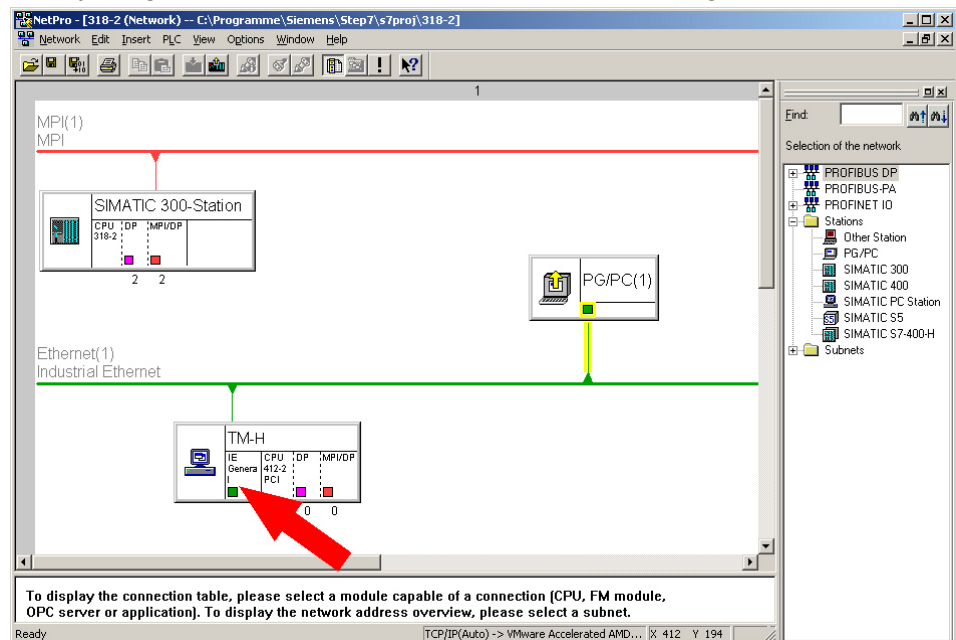 NetPro - [318-2 (Network) -- C:\Programme\Siemens\Step7\s7proj\318-2]
Network Edit Insert PLC View Options Window Help
1
MPI(1)
MPI
SIMATIC 300-Station
CPU DP MPI/DP
318-2
2 2
PG/PC(1)
Ethernet(1)
Industrial Ethernet
TM-H
IE CPU DP MPI/DP
Genera 412-2
l PCI
0 0
Find:
Selection of the network
PROFIBUS DP
PROFIBUS-PA
PROFINET IO
Stations
Other Station
PG/PC
SIMATIC 300
SIMATIC 400
SIMATIC PC Station
SIMATIC S5
SIMATIC S7-400-H
Subnets
To display the connection table, please select a module capable of a connection (CPU, FM module,
OPC server or application). To display the network address overview, please select a subnet.
Ready TCP/IP(Auto) -> VMware Accelerated AMD... X 412 Y 194